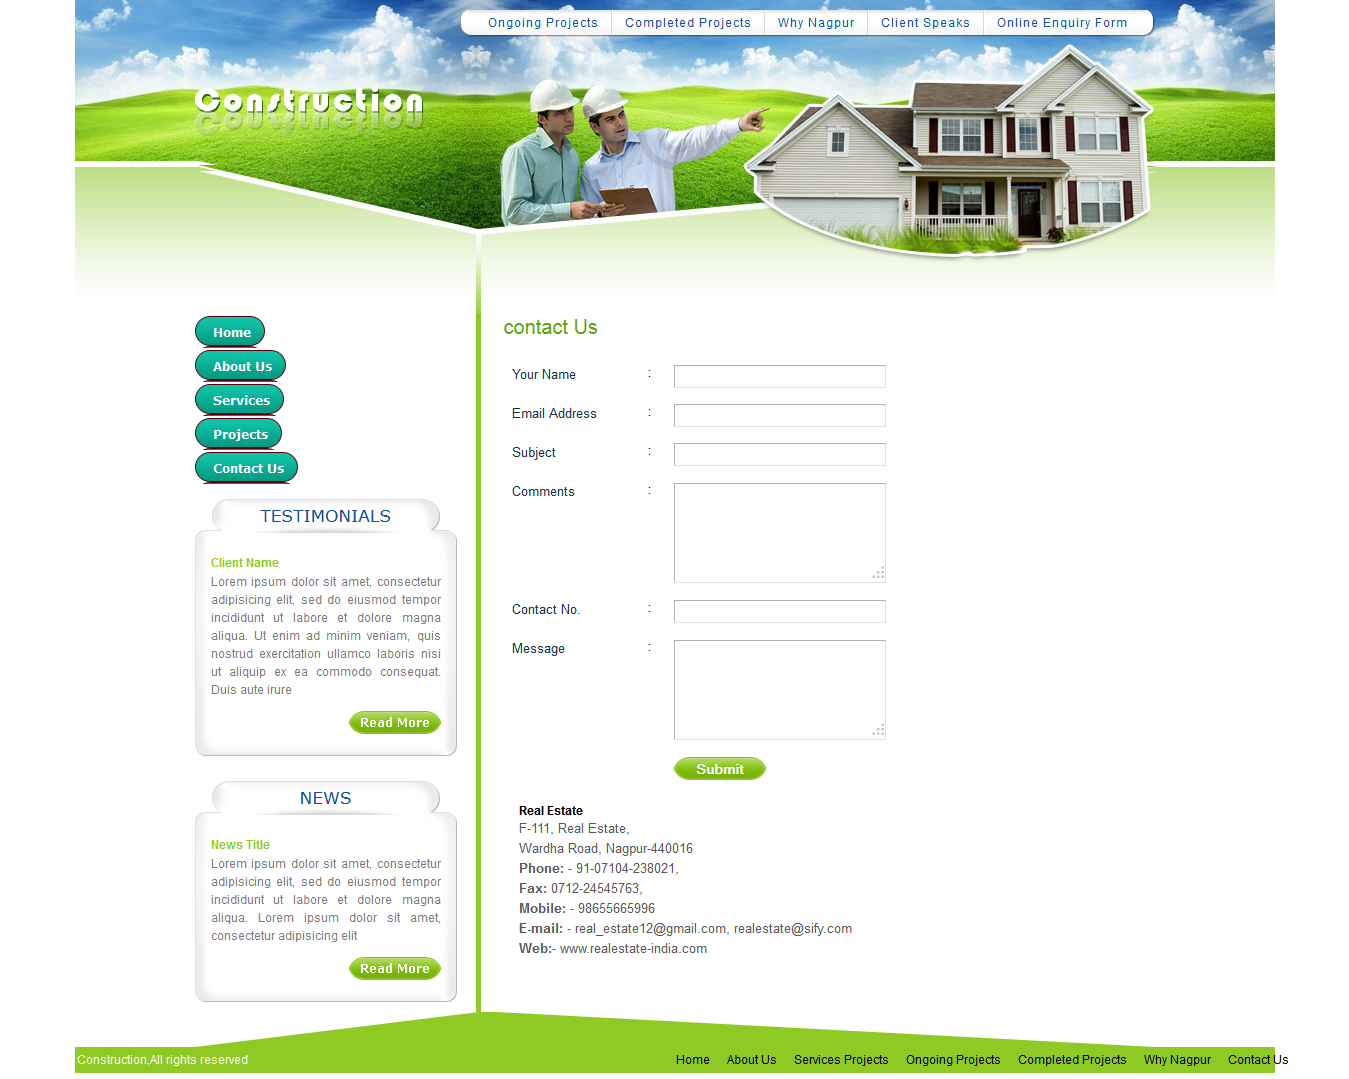 Ongoing Projects
Completed Projects
Why Nagpur
Client Speaks
Online Enquiry Form
Construction
Home
About Us
Services
Projects
Contact Us
TESTIMONIALS
Client Name
Lorem ipsum dolor sit amet, consectetur
adipisicing elit, sed do eiusmod tempor
incididunt ut labore et dolore magna
aliqua. Ut enim ad minim veniam, quis
nostrud exercitation ullamco laboris nisi
ut aliquip ex ea commodo consequat.
Duis aute irure
Read More
NEWS
News Title
Lorem ipsum dolor sit amet, consectetur
adipisicing elit, sed do eiusmod tempor
incididunt ut labore et dolore magna
aliqua. Lorem ipsum dolor sit amet,
consectetur adipisicing elit
Read More
contact Us
Your Name :
Email Address :
Subject :
Comments :
Contact No. :
Message :
Submit
Real Estate
F-111, Real Estate,
Wardha Road, Nagpur-440016
Phone: - 91-07104-238021,
Fax: 0712-24545763,
Mobile: - 98655665996
E-mail: - real_estate12@gmail.com, realestate@sify.com
Web:- www.realestate-india.com
Construction,All rights reserved
Home
About Us
Services Projects
Ongoing Projects
Completed Projects
Why Nagpur
Contact Us